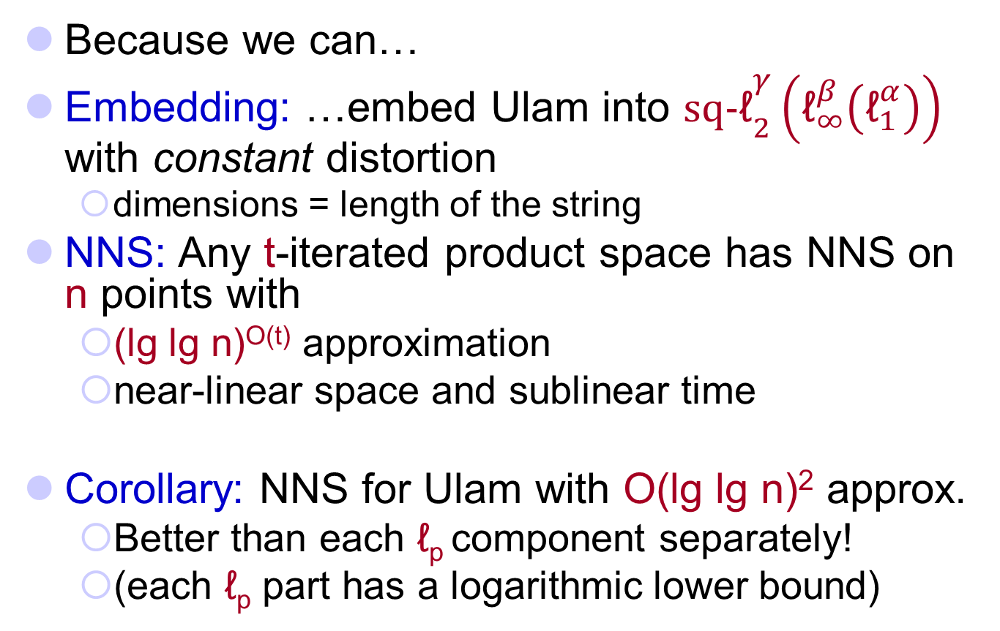 Because we can…
Embedding: …embed Ulam into sq-ℓ₂^γ (ℓ∞^β (ℓ₁^α))
with constant distortion
dimensions = length of the string
NNS: Any t-iterated product space has NNS on
n points with
(lg lg n)^O(t) approximation
near-linear space and sublinear time
Corollary: NNS for Ulam with O(lg lg n)² approx.
Better than each ℓₚ component separately!
(each ℓₚ part has a logarithmic lower bound)